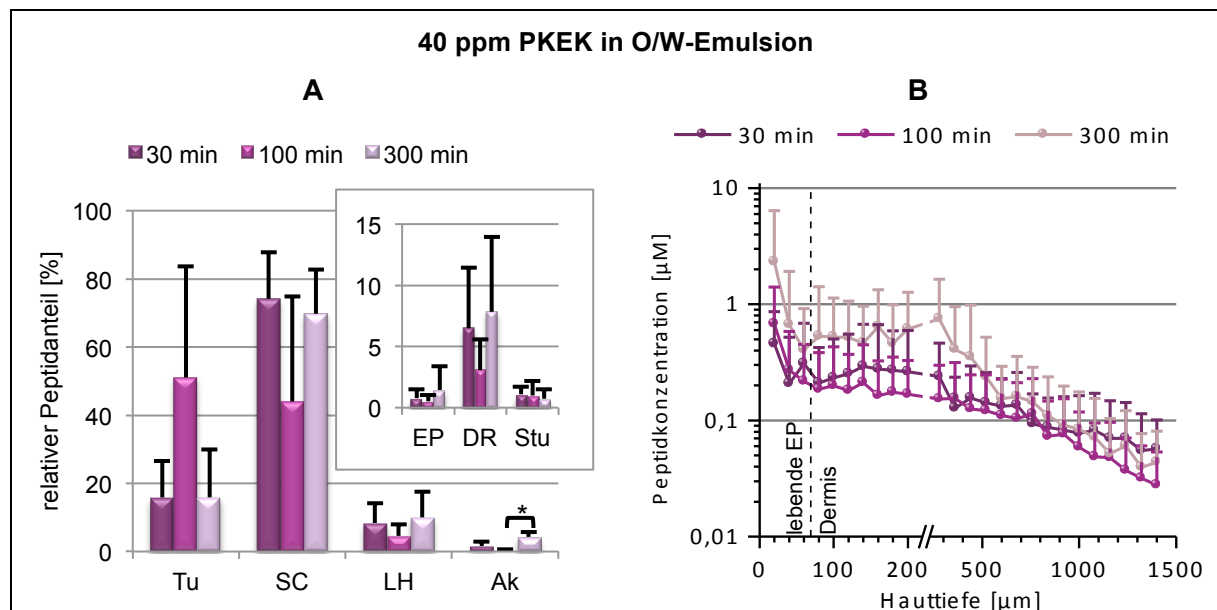 40 ppm PKEK in O/W-Emulsion
A
30 min 100 min 300 min
relativer Peptidanteil [%]
100
80
60
40
20
0
Tu SC LH Ak
*
15
10
5
0
EP DR Stu
B
30 min 100 min 300 min
Peptidkonzentration [µM]
10
1
0,1
0,01
lebende EP
Dermis
0 100 200 500 1000 1500
Hauttiefe [µm]